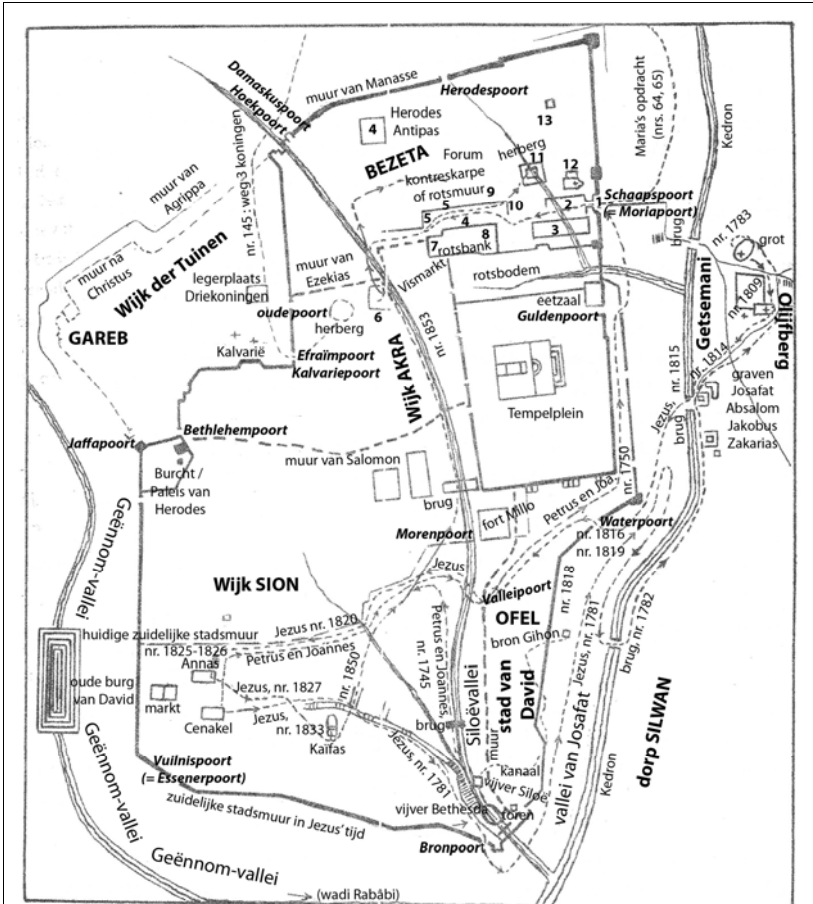 Damaskuspoort
Hoekpoort
muur van Manasse
Herodespoort
Maria's opdracht
(nrs. 64, 65)
Kedron
4
Herodes
Antipas
13
BEZETA
Forum
herberg
11
12
kontreskarpe
of rotsmuur
9
5
10
5
4
2
1
Schaapspoort
(= Moriapoort)
3
8
7
rotsbank
brug
nr. 1783
grot
muur van
Agrippa
nr. 145 : weg 3 koningen
muur na
Christus
Wijk der Tuinen
muur van
Ezekias
Vismarkt
rotsbodem
legerplaats
Driekoningen
eetzaal
Guldenpoort
nr. 1809
Olijfberg
Getsemani
oude poort
herberg
6
GAREB
Kalvarië
Efraïmpoort
Kalvariepoort
Wijk AKRA
nr. 1853
nr. 1814
Jezus, nr. 1815
graven
Josafat
Absalom
Jakobus
Zakarias
Tempelplein
brug
Jaffapoort
Bethlehempoort
Burcht /
Paleis van
Herodes
muur van Salomon
brug
nr. 1750
Petrus en Joa.
fort Millo
Morenpoort
Waterpoort
nr. 1816
nr. 1819
Geënnom-vallei
Wijk SION
Jezus
Valleipoort
OFEL
nr. 1818
bron Gihon
Jezus, nr. 1781
brug, nr. 1782
huidige zuidelijke stadsmuur
Jezus nr. 1820
nr. 1825-1826
Petrus en Joannes
Annas
Petrus en Joannes,
nr. 1745
Siloëvallei
stad van
David
oude burg
van David
markt
Jezus, nr. 1827
nr. 1850
Cenakel
Jezus,
nr. 1833
Kaïfas
brug
muur
Jezus, nr. 1781
vallei van Josafat
dorp SILWAN
Kedron
Geënnom-vallei
Vuilnispoort
(= Essenerpoort)
kanaal
vijver Siloë
zuidelijke stadsmuur in Jezus' tijd
vijver Bethesda
toren
Bronpoort
Geënnom-vallei
(wadi Rabâbi)